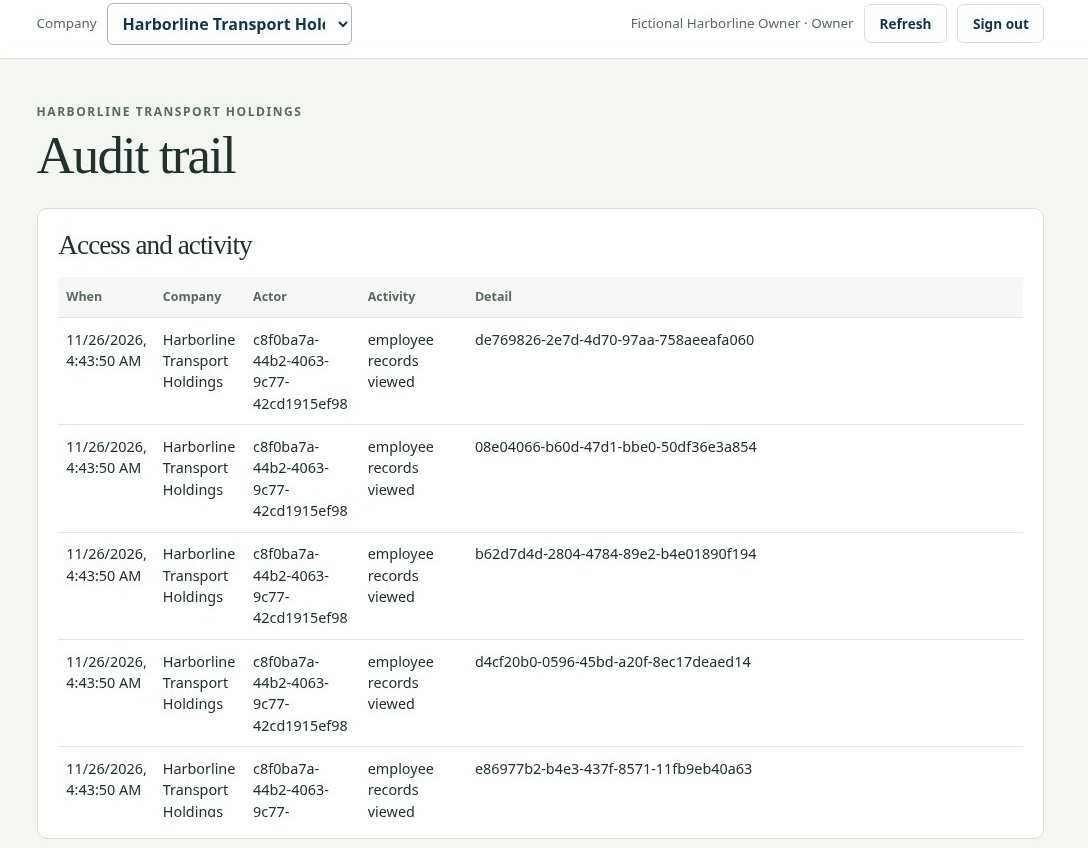 Company Harborline Transport Hol Fictional Harborline Owner · Owner Refresh Sign out
HARBORLINE TRANSPORT HOLDINGS
Audit trail
Access and activity
When Company Actor Activity Detail
11/26/2026, Harborline c8f0ba7a- employee de769826-2e7d-4d70-97aa-758aeeafa060
4:43:50 AM Transport 44b2-4063- records
Holdings 9c77- viewed
42cd1915ef98
11/26/2026, Harborline c8f0ba7a- employee 08e04066-b60d-47d1-bbe0-50df36e3a854
4:43:50 AM Transport 44b2-4063- records
Holdings 9c77- viewed
42cd1915ef98
11/26/2026, Harborline c8f0ba7a- employee b62d7d4d-2804-4784-89e2-b4e01890f194
4:43:50 AM Transport 44b2-4063- records
Holdings 9c77- viewed
42cd1915ef98
11/26/2026, Harborline c8f0ba7a- employee d4cf20b0-0596-45bd-a20f-8ec17deaed14
4:43:50 AM Transport 44b2-4063- records
Holdings 9c77- viewed
42cd1915ef98
11/26/2026, Harborline c8f0ba7a- employee e86977b2-b4e3-437f-8571-11fb9eb40a63
4:43:50 AM Transport 44b2-4063- records
Holdings 9c77- viewed